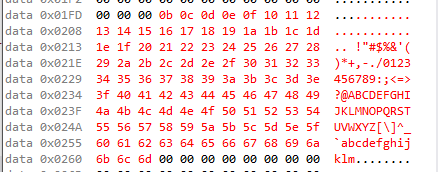 data 0x01FD 00 00 00 0b 0c 0d 0e 0f 10 11 12 ...........
data 0x0208 13 14 15 16 17 18 19 1a 1b 1c 1d ...........
data 0x0213 1e 1f 20 21 22 23 24 25 26 27 28 .. !"#$%&'(
data 0x021E 29 2a 2b 2c 2d 2e 2f 30 31 32 33 )*+,-./0123
data 0x0229 34 35 36 37 38 39 3a 3b 3c 3d 3e 456789:;<=>
data 0x0234 3f 40 41 42 43 44 45 46 47 48 49 ?@ABCDEFGHI
data 0x023F 4a 4b 4c 4d 4e 4f 50 51 52 53 54 JKLMNOPQRST
data 0x024A 55 56 57 58 59 5a 5b 5c 5d 5e 5f UVWXYZ[\]^_
data 0x0255 60 61 62 63 64 65 66 67 68 69 6a `abcdefghij
data 0x0260 6b 6c 6d 00 00 00 00 00 00 00 00 klm........